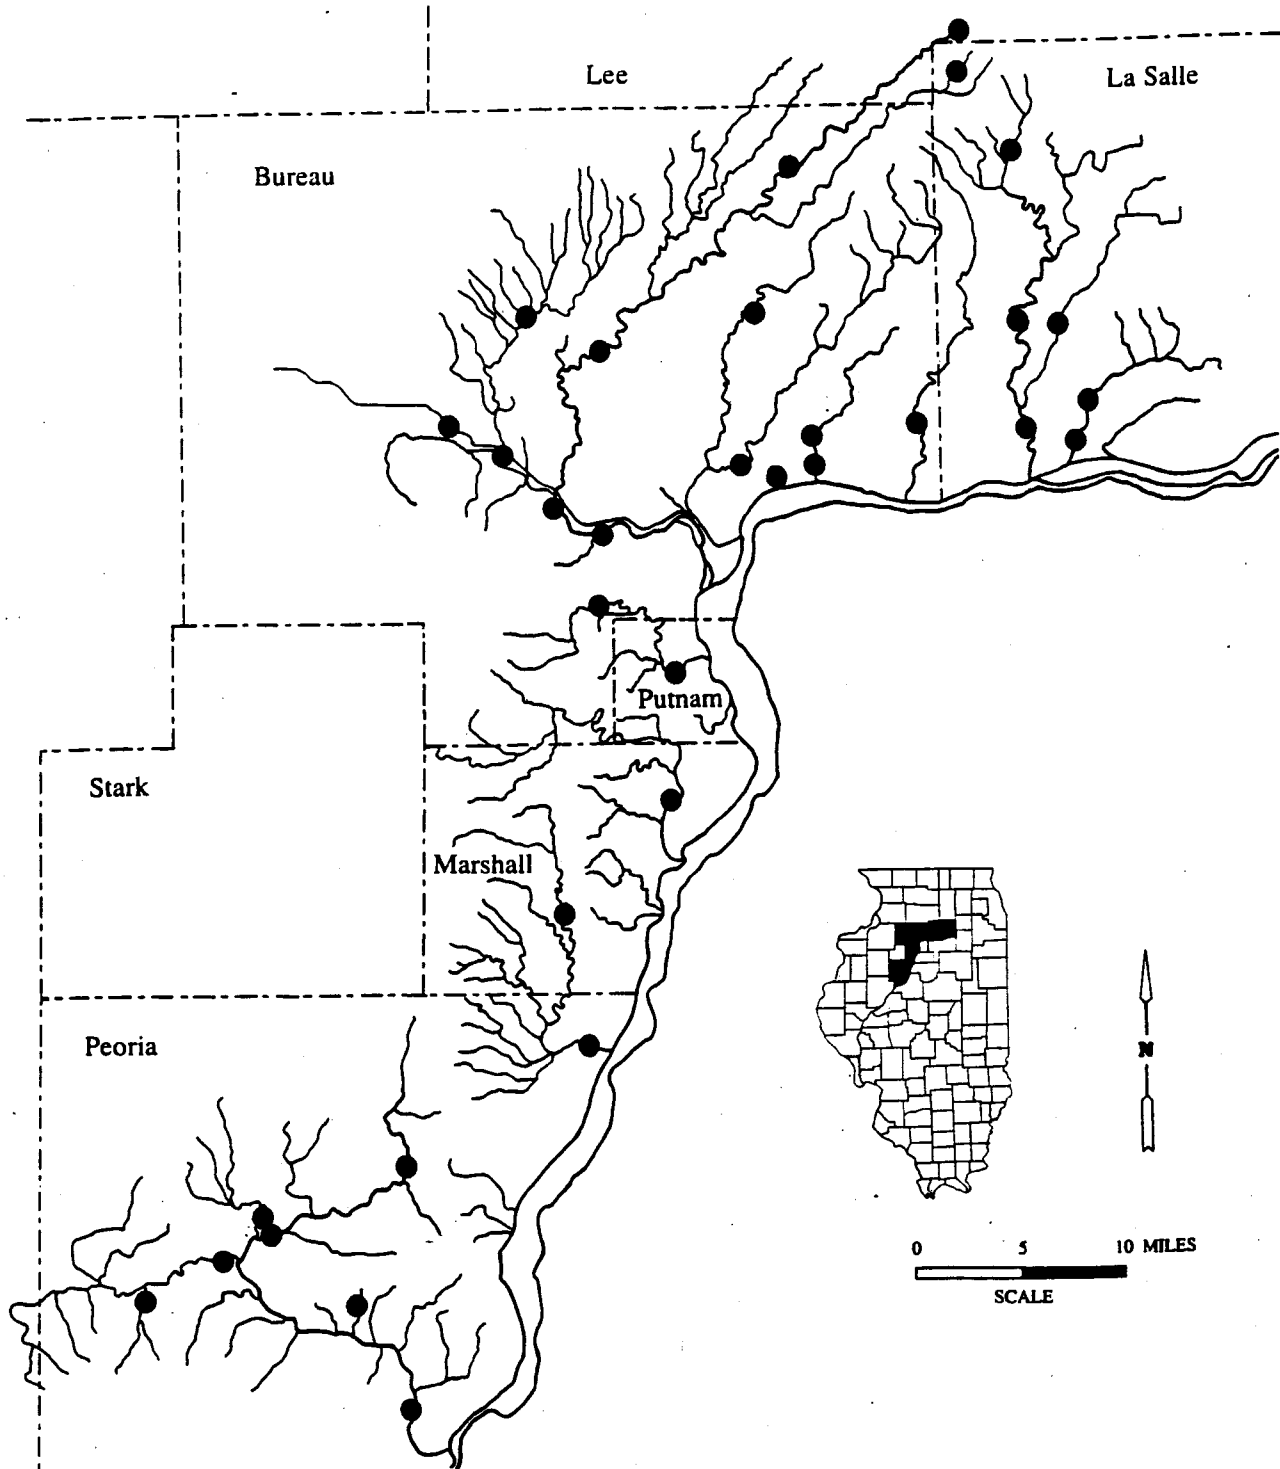 Lee
La Salle
Bureau
Putnam
Stark
Marshall
Peoria
N
0 5 10 MILES
SCALE